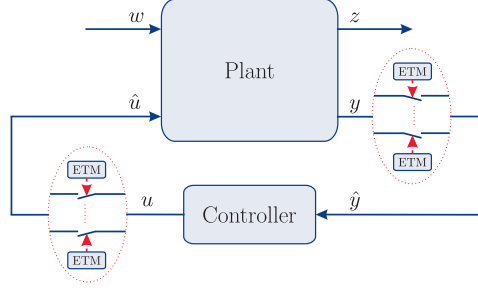 w
z
ETM
Plant
û
y
ETM
ETM
u
Controller
ŷ
ETM